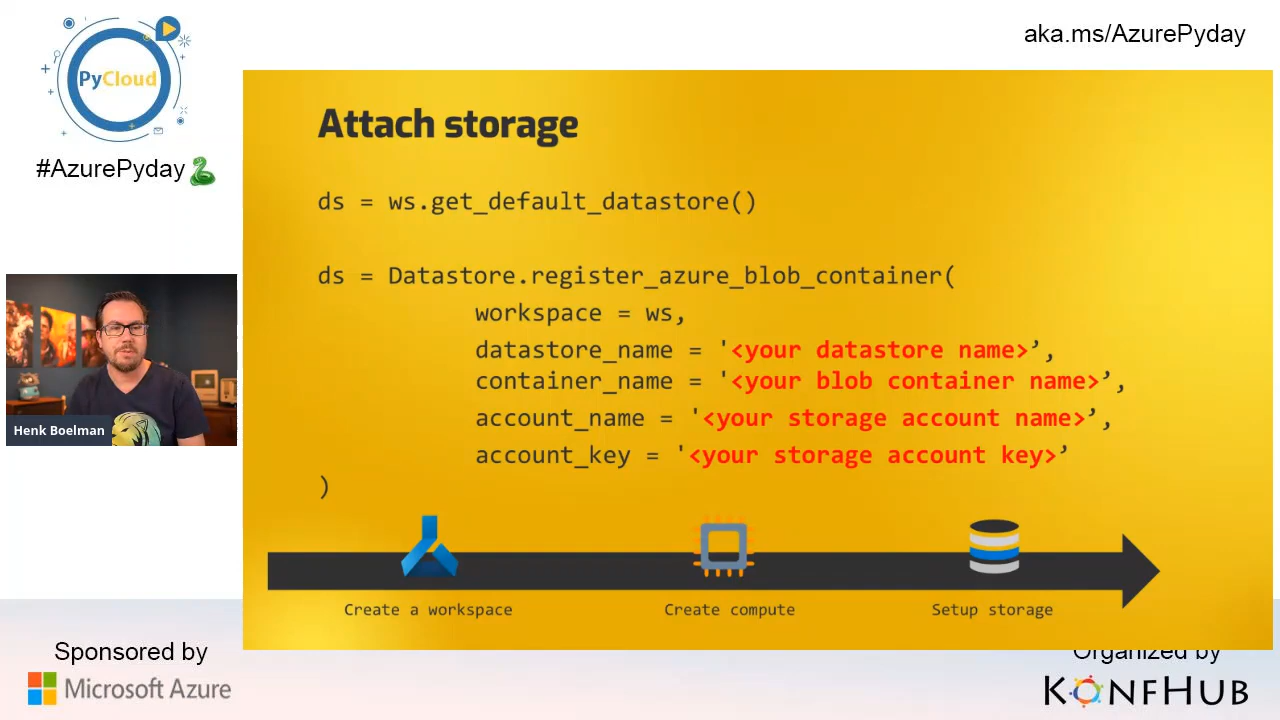 PyCloud
#AzurePyday
aka.ms/AzurePyday
Attach storage
ds = ws.get_default_datastore()
ds = Datastore.register_azure_blob_container(
workspace = ws,
datastore_name = '<your datastore name>’,
container_name = '<your blob container name>’,
account_name = '<your storage account name>’,
account_key = '<your storage account key>’
)
Create a workspace
Create compute
Setup storage
Henk Boelman
Sponsored by
Microsoft Azure
Organized by
KONFHUB